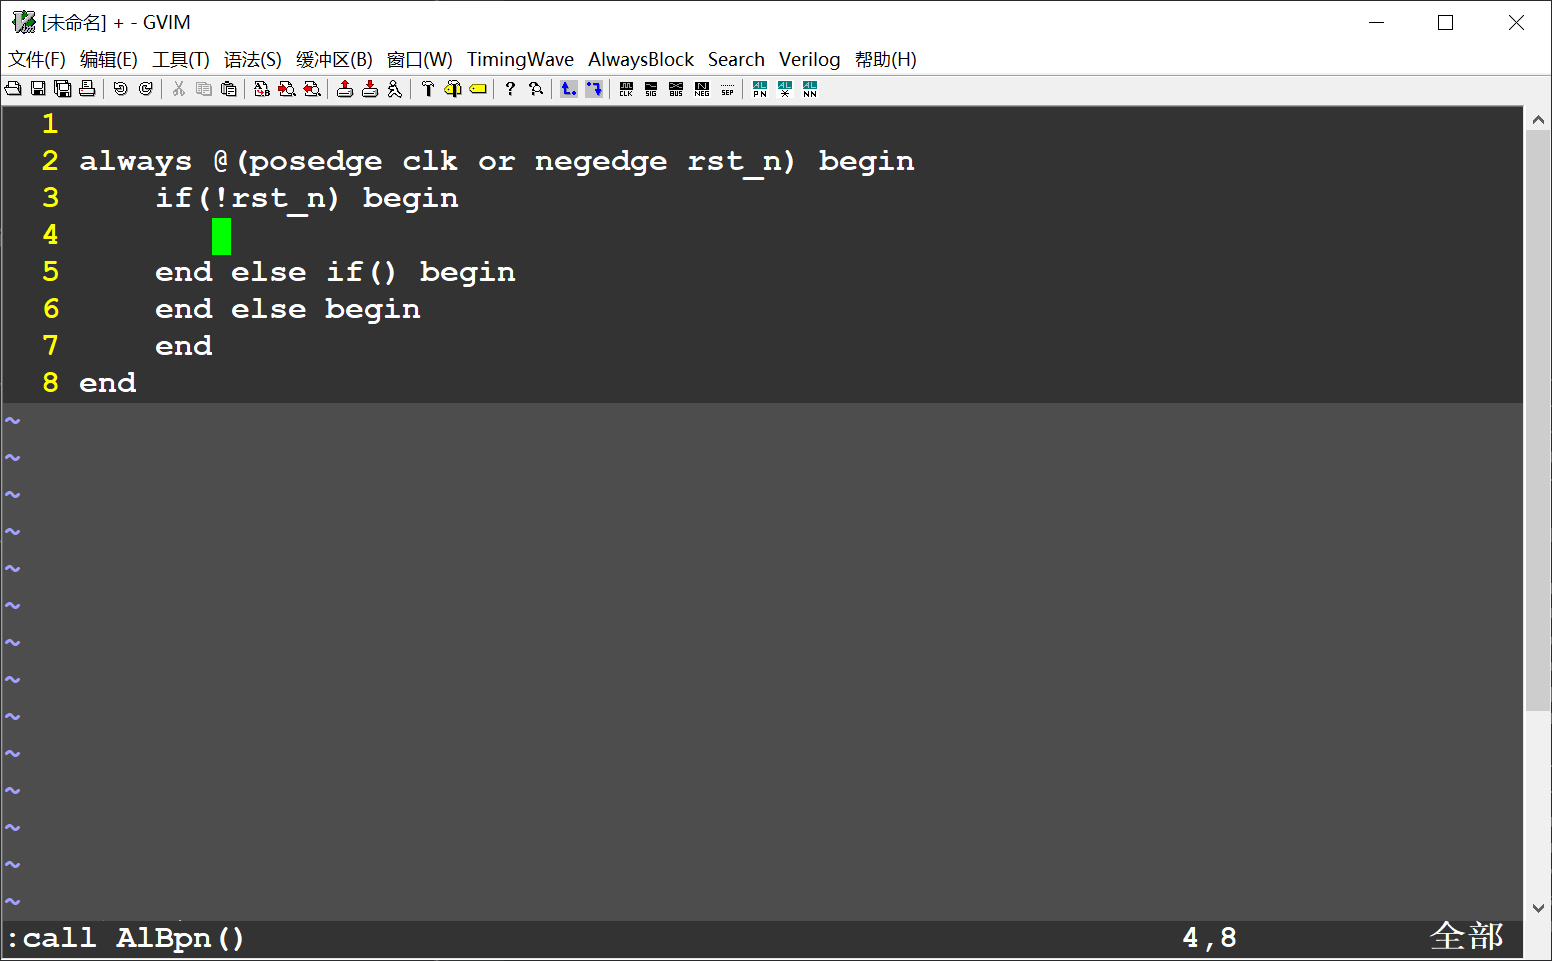 [未命名] + - GVIM
文件(F) 编辑(E) 工具(T) 语法(S) 缓冲区(B) 窗口(W) TimingWave AlwaysBlock Search Verilog 帮助(H)
CLK SIG BUS NEG SEP AL PN AL * AL NN
1
2 always @(posedge clk or negedge rst_n) begin
3     if(!rst_n) begin
4
5     end else if() begin
6     end else begin
7     end
8 end
~
~
~
~
~
~
~
~
~
~
~
~
~
~
:call AlBpn() 4,8 全部